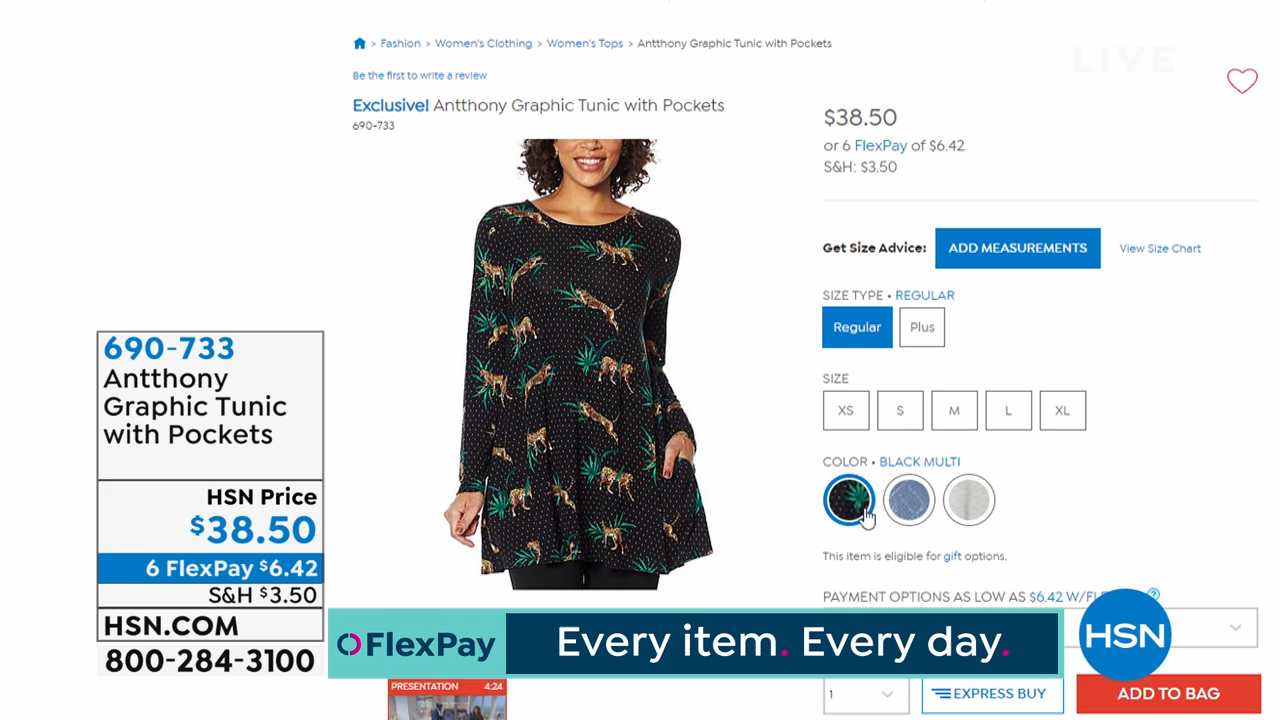 > Fashion > Women's Clothing > Women's Tops > Antthony Graphic Tunic with Pockets
LIVE
Be the first to write a review
Exclusive! Antthony Graphic Tunic with Pockets
690-733
$38.50
or 6 FlexPay of $6.42
S&H: $3.50
Get Size Advice: ADD MEASUREMENTS View Size Chart
SIZE TYPE • REGULAR
Regular Plus
SIZE
XS S M L XL
COLOR • BLACK MULTI
This item is eligible for gift options.
PAYMENT OPTIONS AS LOW AS $6.42 W/FL
1 EXPRESS BUY ADD TO BAG
690-733
Antthony
Graphic Tunic
with Pockets
HSN Price
$38.50
6 FlexPay $6.42
S&H $3.50
HSN.COM
800-284-3100
FlexPay Every item. Every day.
HSN
PRESENTATION 4:24